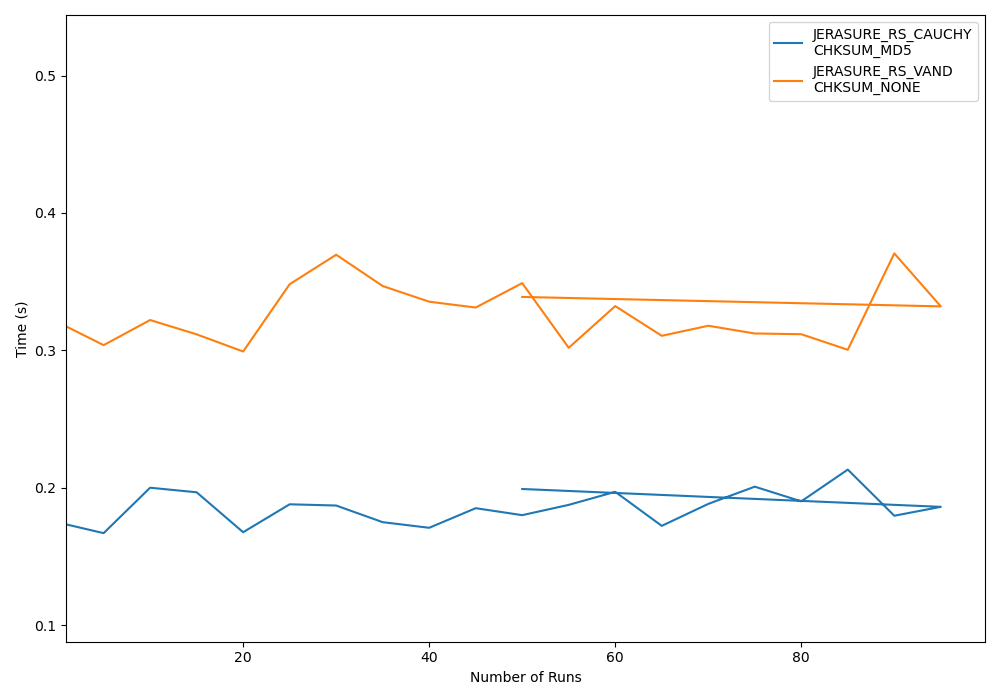 JERASURE_RS_CAUCHY
CHKSUM_MD5
JERASURE_RS_VAND
CHKSUM_NONE
0.5
0.4
0.3
0.2
0.1
Time (s)
20
40
60
80
Number of Runs